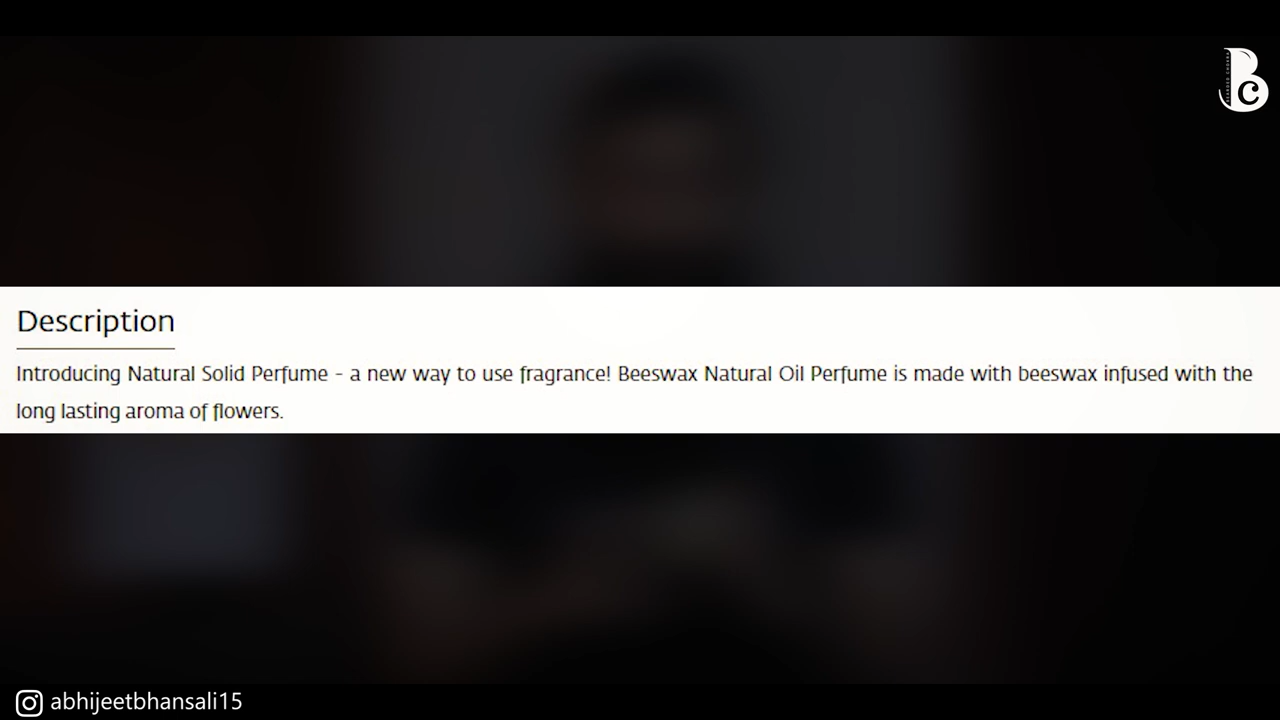 BC
Description
Introducing Natural Solid Perfume - a new way to use fragrance! Beeswax Natural Oil Perfume is made with beeswax infused with the
long lasting aroma of flowers.
abhijeetbhansali15